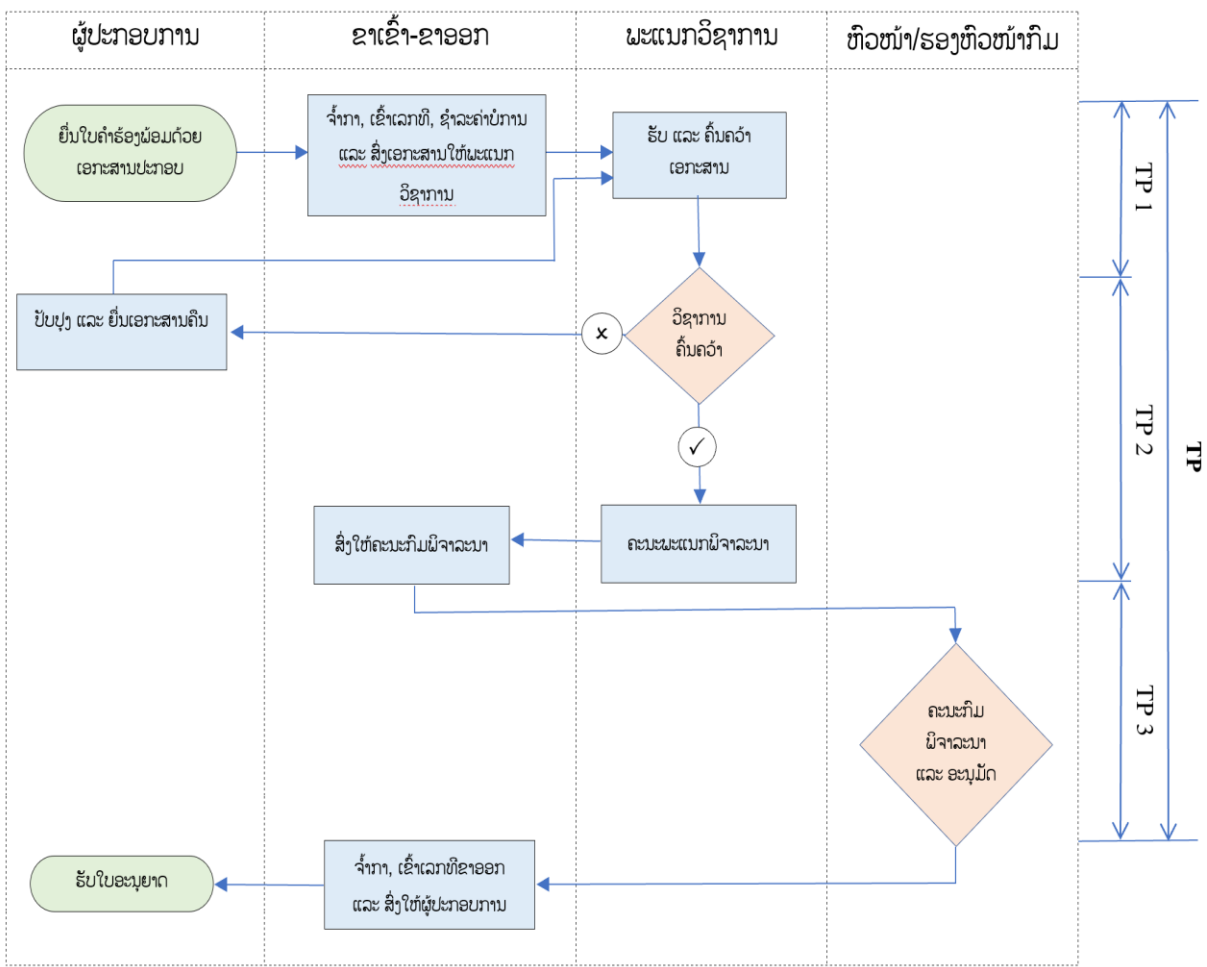 ຜູ້ປະກອບການ
ຂາເຂົ້າ-ຂາອອກ
ພະແນກວິຊາການ
ຫົວໜ້າ/ຮອງຫົວໜ້າກົມ
ຍື່ນໃບຄຳຮ້ອງພ້ອມດ້ວຍ
ເອກະສານປະກອບ
ຈ້ຳກາ, ເຂົ້າເລກທີ, ຊຳລະຄ່າບໍການ
ແລະ ສົ່ງເອກະສານໃຫ້ພະແນກ
ວິຊາການ
ຮັບ ແລະ ຄົ້ນຄວ້າ
ເອກະສານ
TP 1
ປັບປຸງ ແລະ ຍື່ນເອກະສານຄືນ
x
ວິຊາການ
ຄົ້ນຄວ້າ
✓
TP 2
TP
ສົ່ງໃຫ້ຄະນະກົມພິຈາລະນາ
ຄະນະພະແນກພິຈາລະນາ
ຄະນະກົມ
ພິຈາລະນາ
ແລະ ອະນຸມັດ
TP 3
ຮັບໃບອະນຸຍາດ
ຈ້ຳກາ, ເຂົ້າເລກທີຂາອອກ
ແລະ ສົ່ງໃຫ້ຜູ້ປະກອບການ